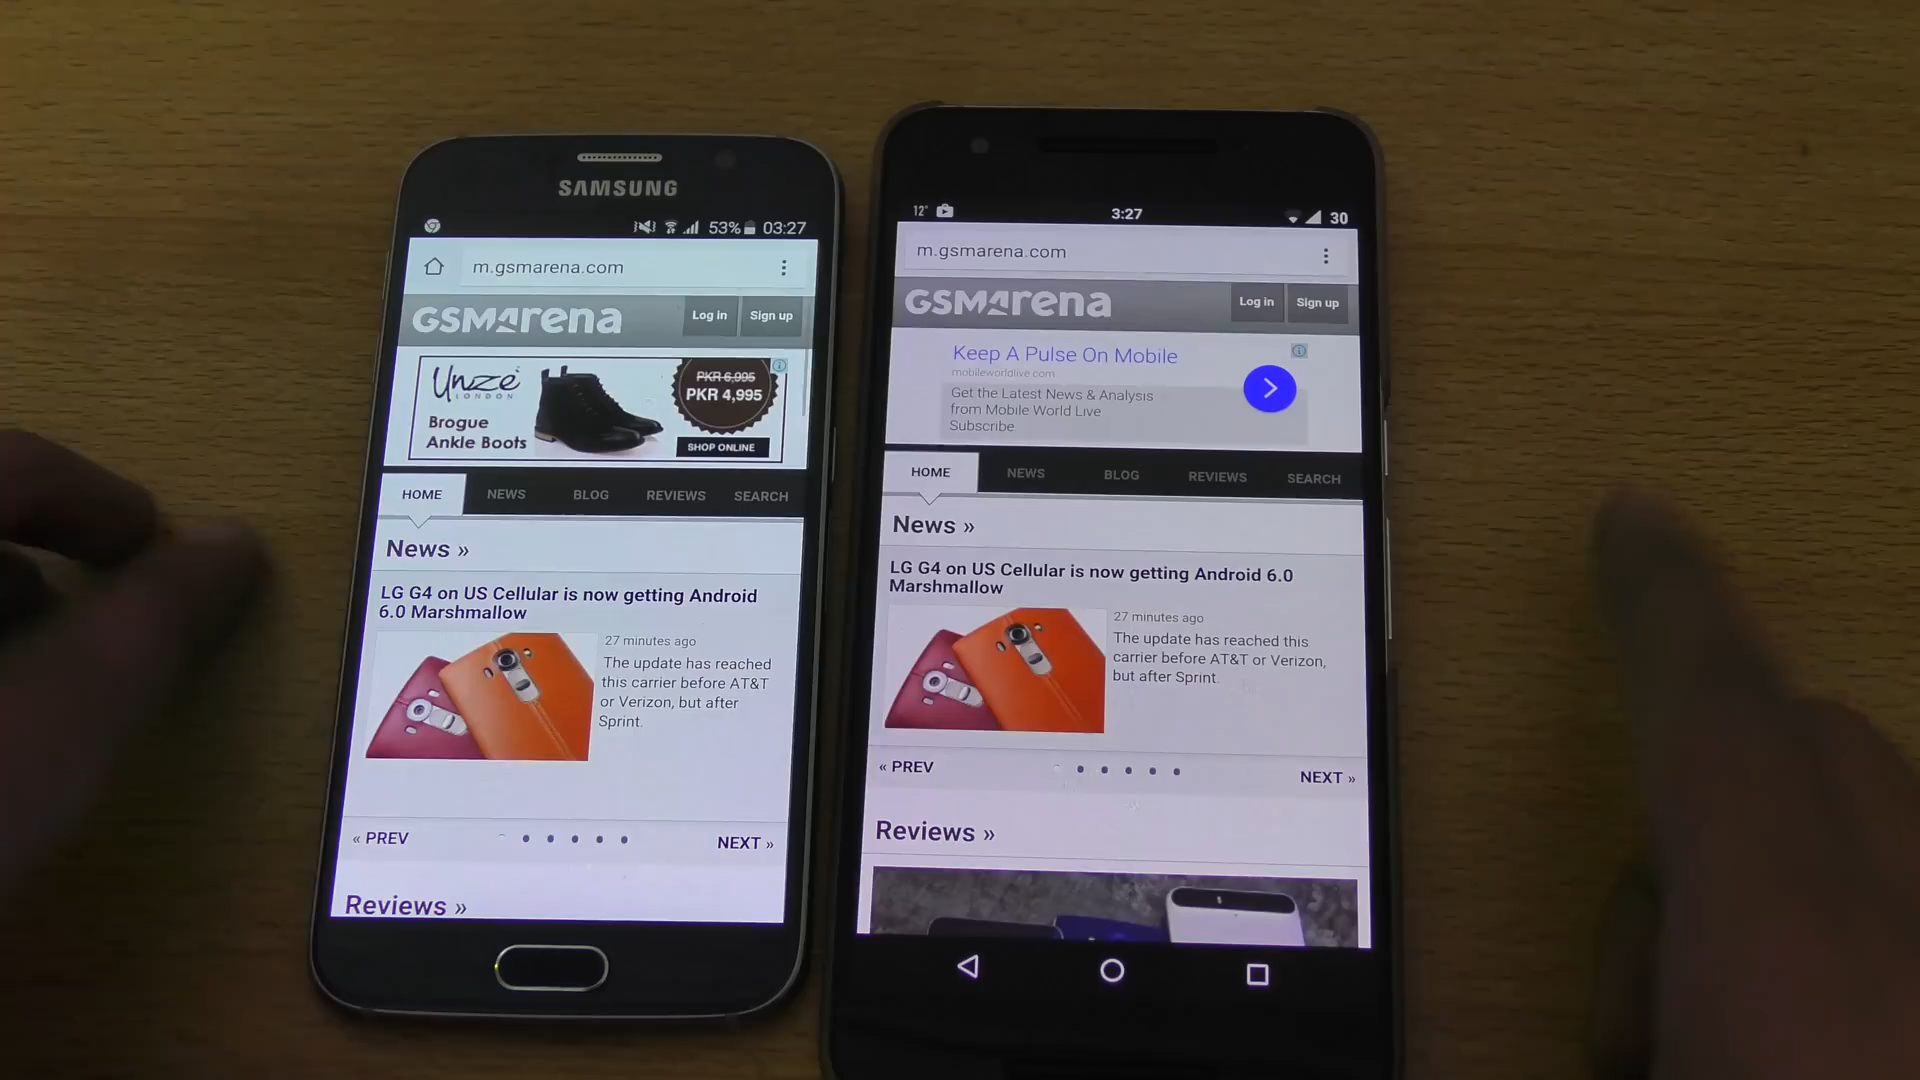 SAMSUNG
53% 03:27
m.gsmarena.com
GSMArena
Log in
Sign up
Unze
LONDON
Brogue
Ankle Boots
PKR 6,995
PKR 4,995
SHOP ONLINE
HOME NEWS BLOG REVIEWS SEARCH
News »
LG G4 on US Cellular is now getting Android
6.0 Marshmallow
27 minutes ago
The update has reached
this carrier before AT&T
or Verizon, but after
Sprint.
« PREV
NEXT »
Reviews »
12° 3:27 30
m.gsmarena.com
GSMArena
Log in
Sign up
Keep A Pulse On Mobile
mobileworldlive.com
Get the Latest News & Analysis
from Mobile World Live
Subscribe.
HOME NEWS BLOG REVIEWS SEARCH
News »
LG G4 on US Cellular is now getting Android 6.0
Marshmallow
27 minutes ago
The update has reached this
carrier before AT&T or Verizon,
but after Sprint.
« PREV
NEXT »
Reviews »